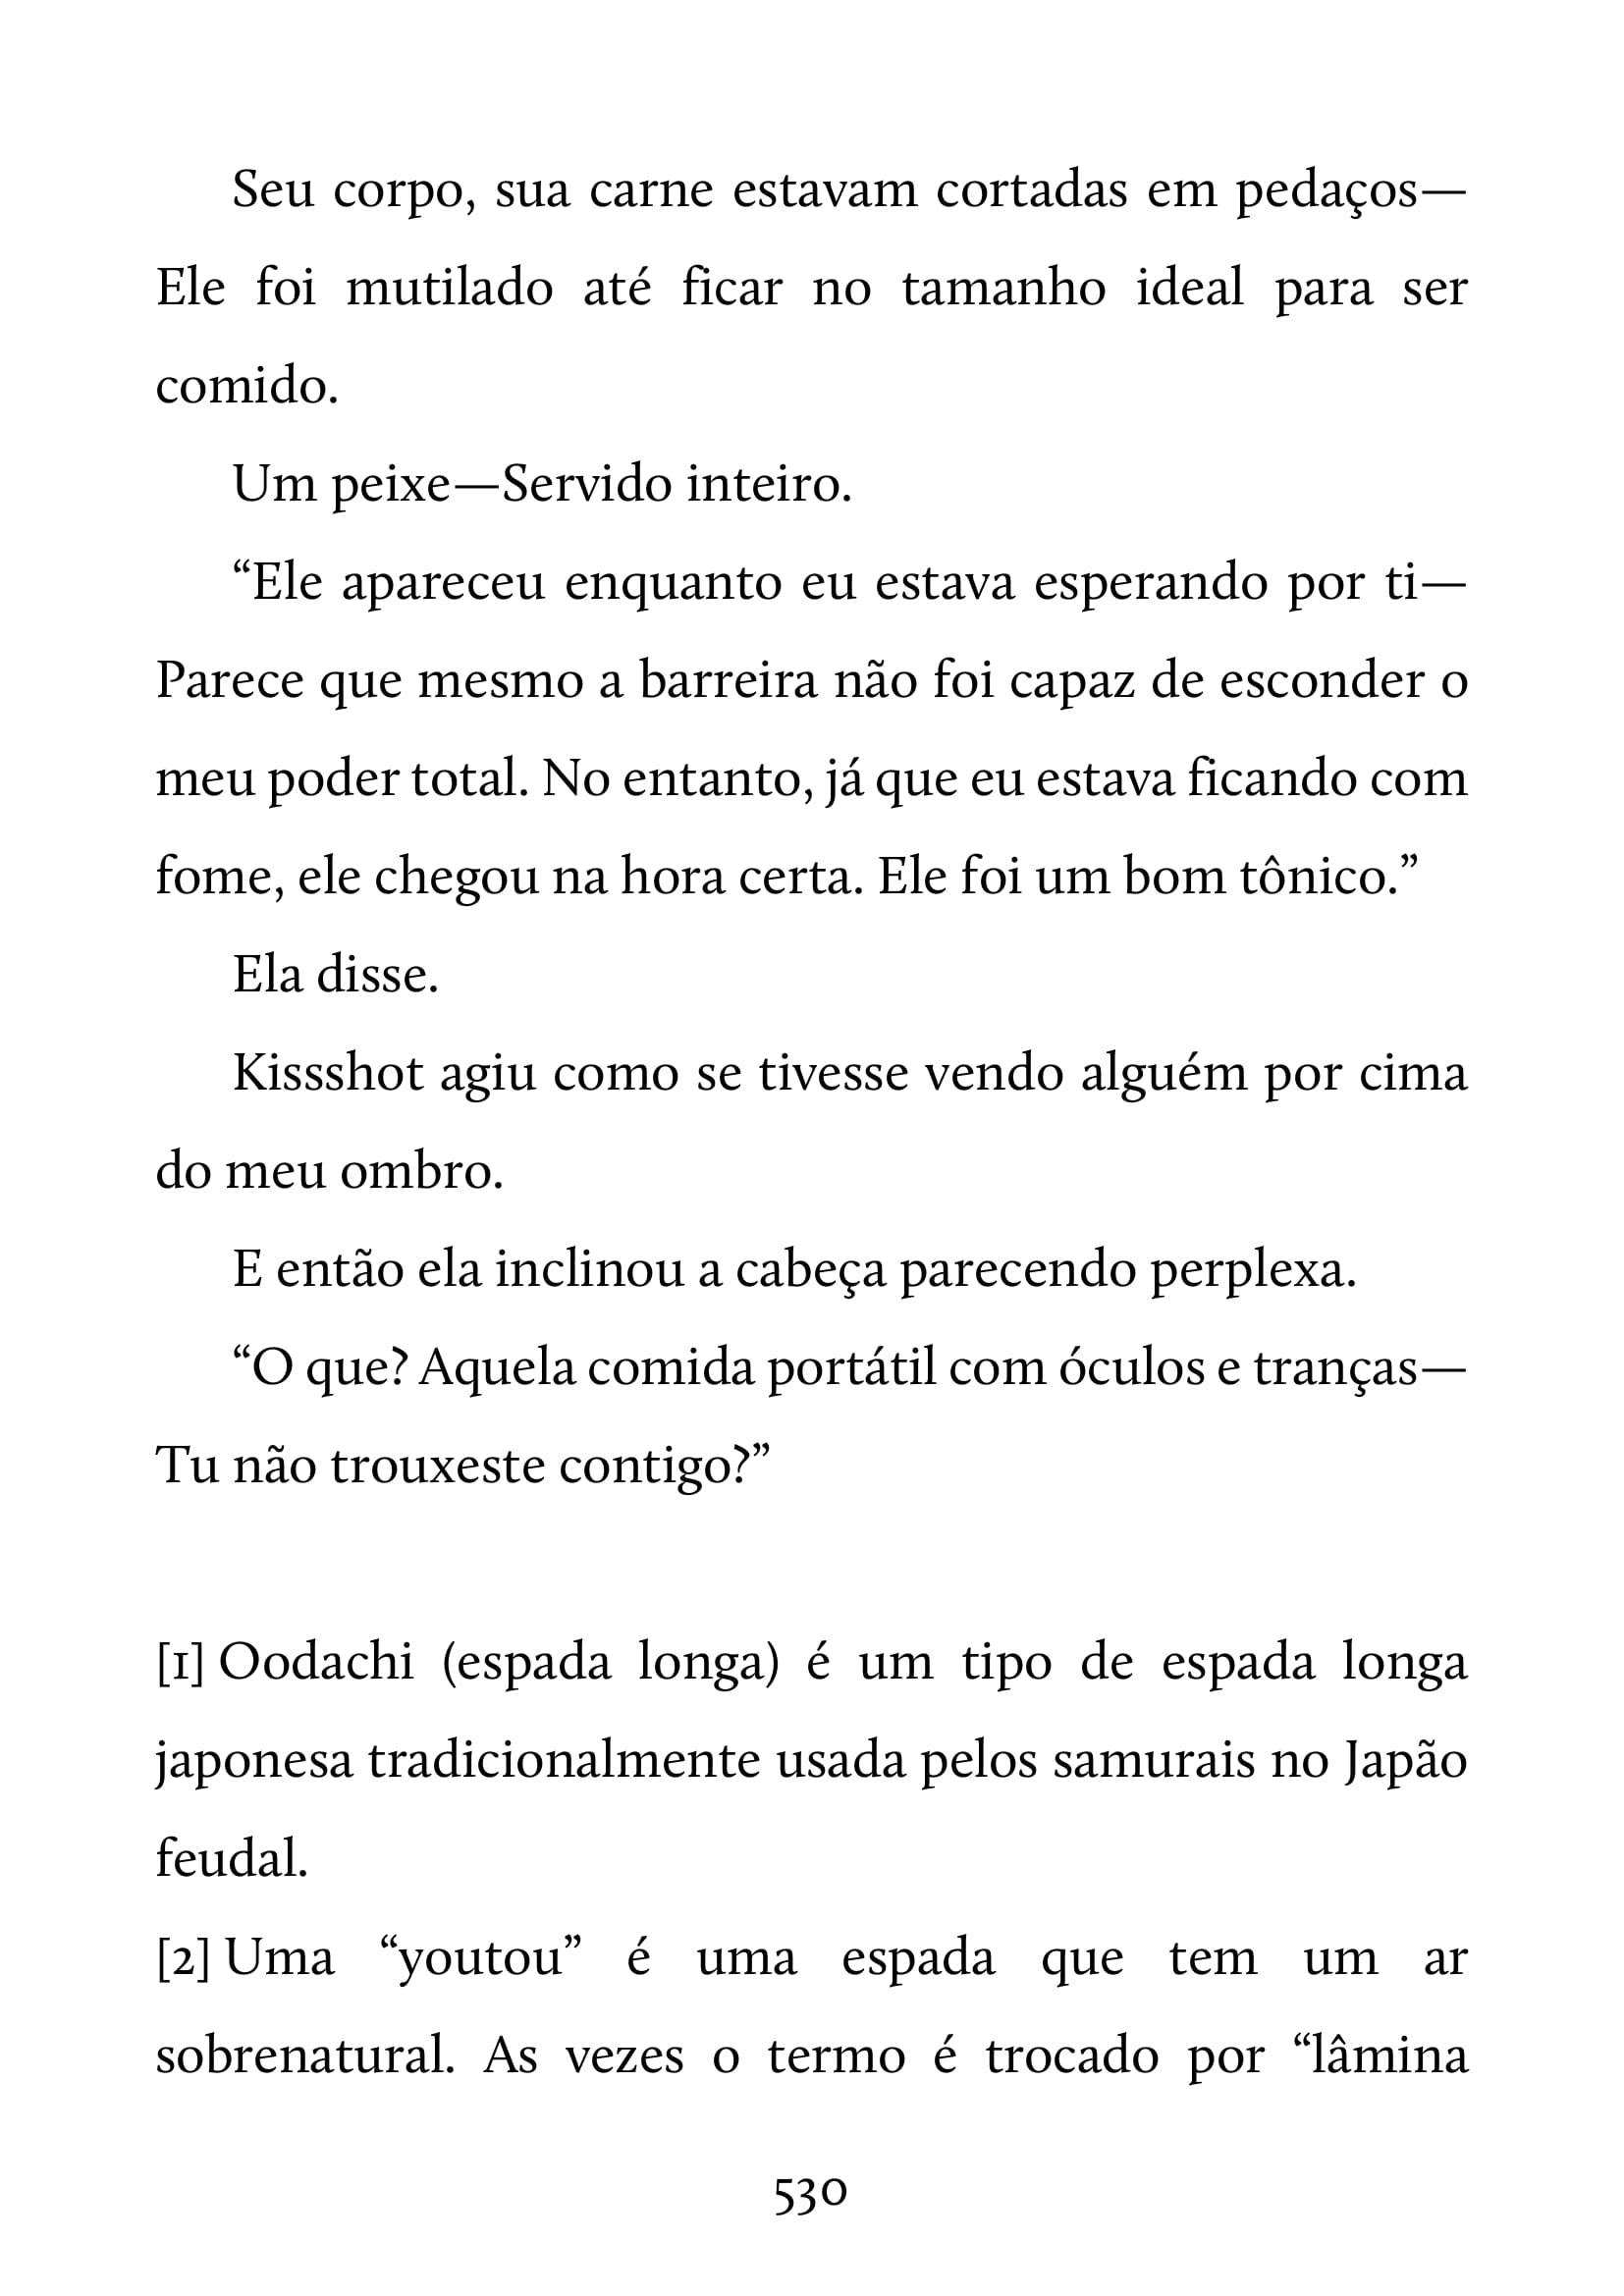 Seu corpo, sua carne estavam cortadas em pedaços—
Ele foi mutilado até ficar no tamanho ideal para ser
comido.
Um peixe—Servido inteiro.
“Ele apareceu enquanto eu estava esperando por ti—
Parece que mesmo a barreira não foi capaz de esconder o
meu poder total. No entanto, já que eu estava ficando com
fome, ele chegou na hora certa. Ele foi um bom tônico.”
Ela disse.
Kissshot agiu como se tivesse vendo alguém por cima
do meu ombro.
E então ela inclinou a cabeça parecendo perplexa.
“O que? Aquela comida portátil com óculos e tranças—
Tu não trouxeste contigo?”
[1] Oodachi (espada longa) é um tipo de espada longa
japonesa tradicionalmente usada pelos samurais no Japão
feudal.
[2] Uma “youtou” é uma espada que tem um ar
sobrenatural. As vezes o termo é trocado por “lâmina
530